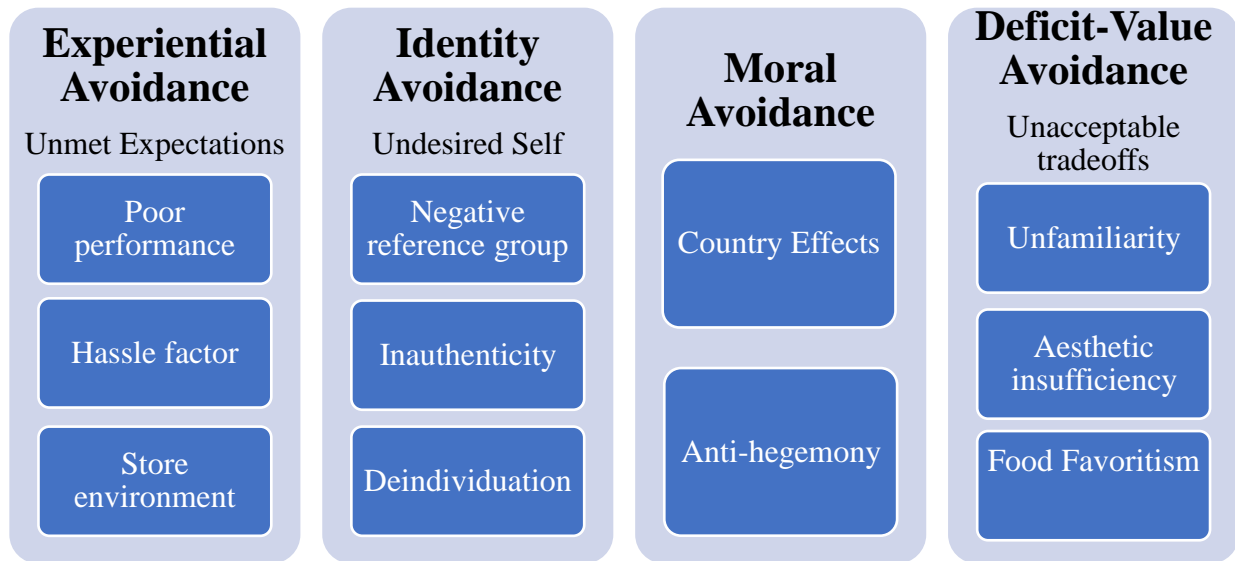 Experiential
Avoidance
Unmet Expectations
Poor
performance
Hassle factor
Store
environment
Identity
Avoidance
Undesired Self
Negative
reference group
Inauthenticity
Deindividuation
Moral
Avoidance
Country Effects
Anti-hegemony
Deficit-Value
Avoidance
Unacceptable
tradeoffs
Unfamiliarity
Aesthetic
insufficiency
Food Favoritism